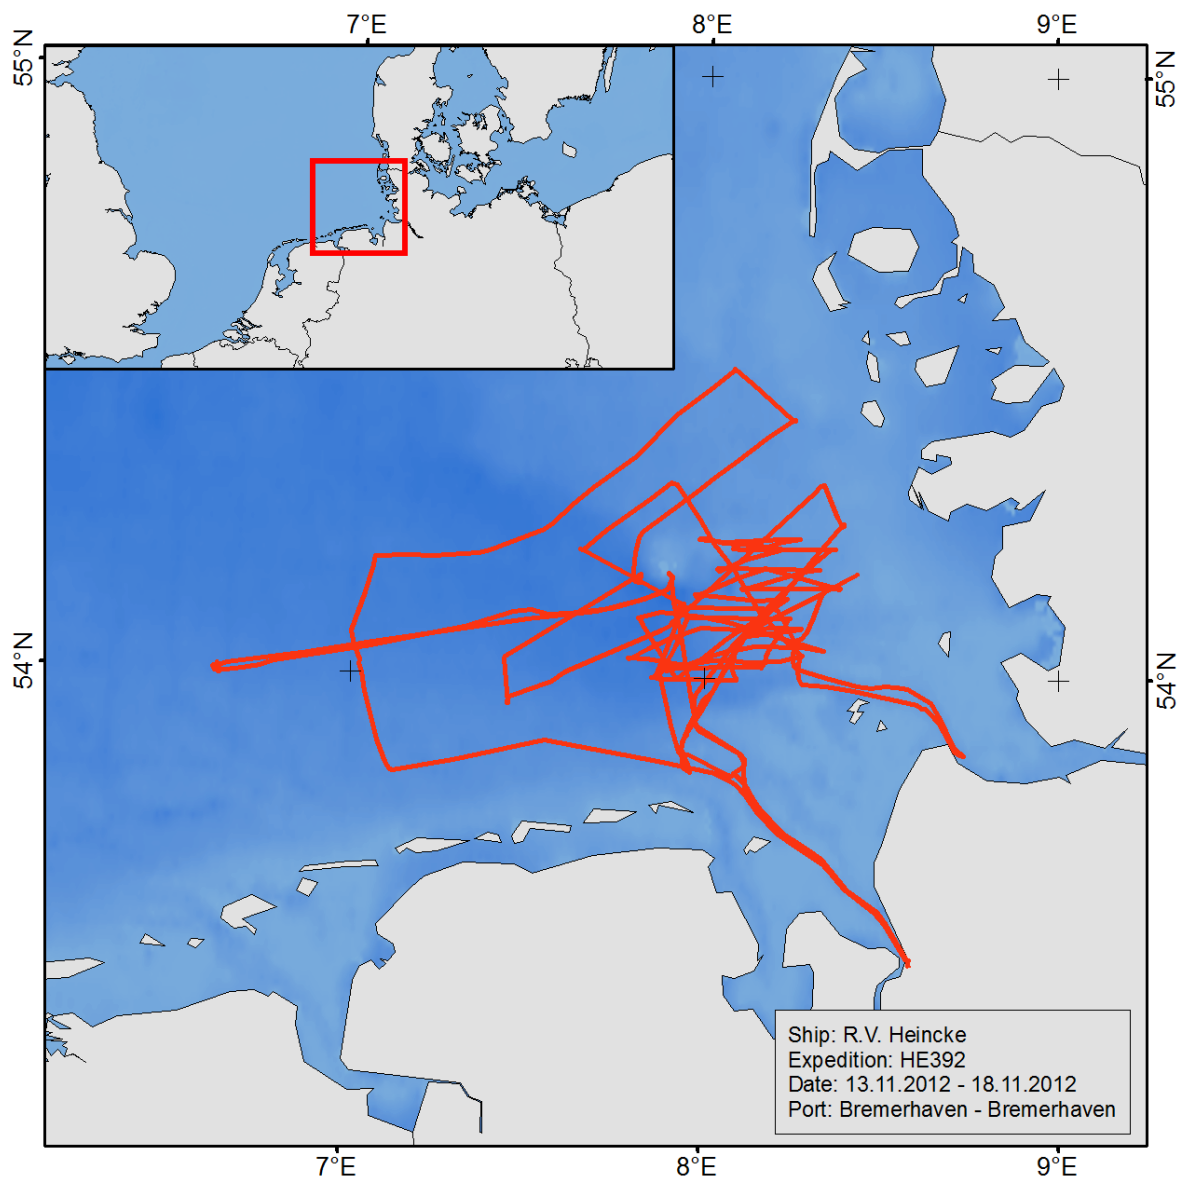 7°E 8°E 9°E
55°N 55°N
54°N 54°N
Ship: R.V. Heincke
Expedition: HE392
Date: 13.11.2012 - 18.11.2012
Port: Bremerhaven - Bremerhaven
7°E 8°E 9°E